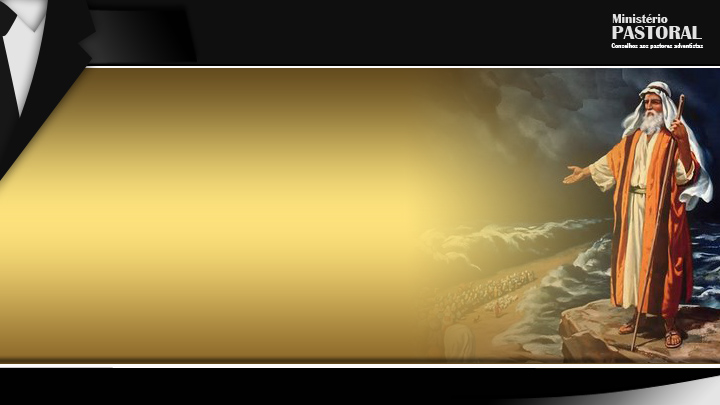 Ministério
PASTORAL
Conselhos aos pastores adventistas